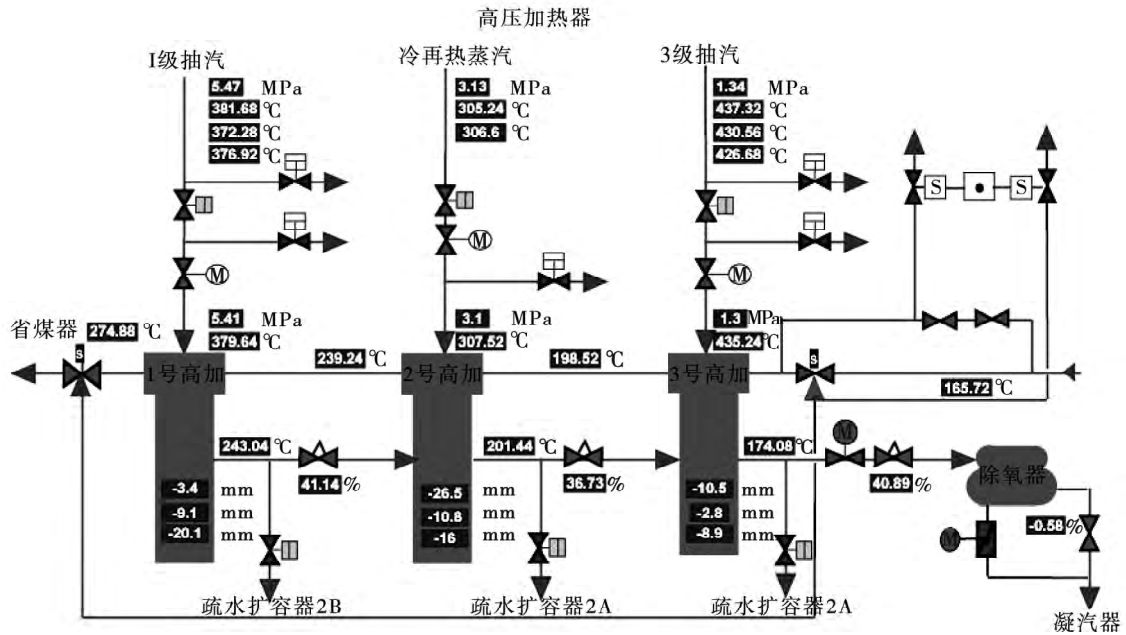 高压加热器
I级抽汽
冷再热蒸汽
3级抽汽
5.47 MPa
381.68 ℃
372.28 ℃
376.92 ℃
3.13 MPa
305.24 ℃
306.6 ℃
1.34 MPa
437.32 ℃
430.56 ℃
426.68 ℃
S
S
M
M
M
省煤器
274.88 ℃
S
5.41 MPa
379.64 ℃
3.1 MPa
307.52 ℃
1.3 MPa
435.24 ℃
1号高加
239.24 ℃
2号高加
198.52 ℃
3号高加
S
165.72 ℃
243.04 ℃
41.14 %
201.44 ℃
36.73 %
174.08 ℃
M
40.89 %
除氧器
-3.4 mm
-9.1 mm
-20.1 mm
-26.5 mm
-10.8 mm
-16 mm
-10.5 mm
-2.8 mm
-8.9 mm
M
-0.58 %
疏水扩容器2B
疏水扩容器2A
疏水扩容器2A
凝汽器